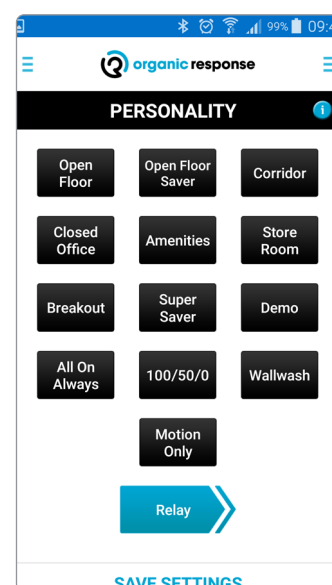 99% 09:4
organic response
PERSONALITY
Open
Floor
Open Floor
Saver
Corridor
Closed
Office
Amenities
Store
Room
Breakout
Super
Saver
Demo
All On
Always
100/50/0
Wallwash
Motion
Only
Relay
SAVE SETTINGS